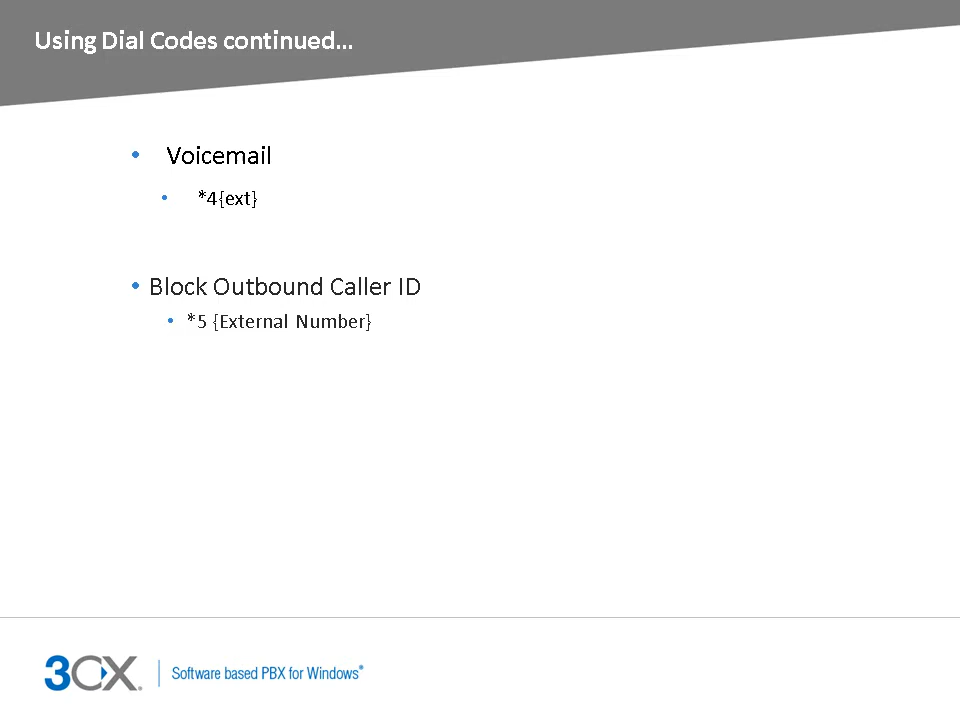 Using Dial Codes continued...
• Voicemail
• *4{ext}
• Block Outbound Caller ID
• *5 {External Number}
3CX®
Software based PBX for Windows®